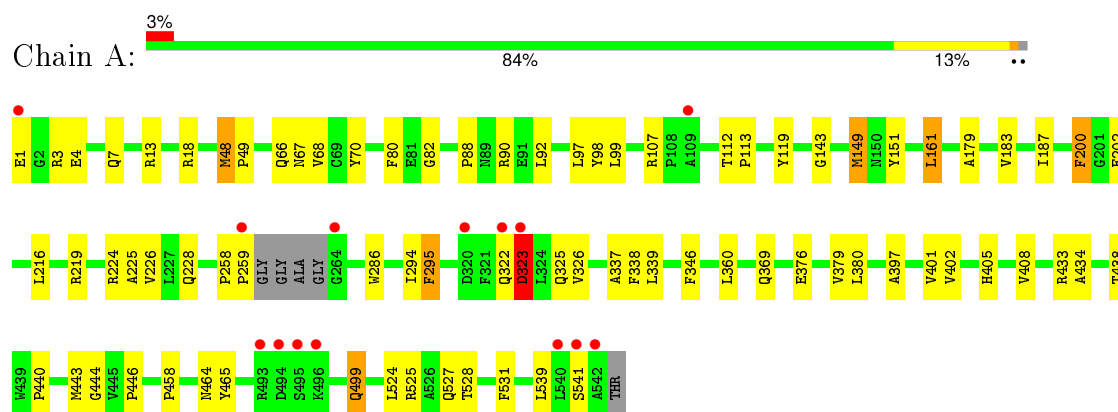 3%
Chain A:
84% 13% ••
E1 G2 R3 E4 Q7 R13 R18 M48 P49 Q66 N67 V68 C69 Y70 F80 E81 G82 P88 N89 R90 E91 L92 L97 Y98 L99 R107 P108 A109 T112 P113 Y119 G143 M149 N150 Y151 L161 A179 V183 I187 F200 G201
L216 R219 R224 A225 V226 L227 Q228 P258 P259 GLY GLY ALA GLY G264 W286 I294 F295 D320 F321 Q322 D323 L324 Q325 V326 A337 F338 L339 F346 L360 Q369 E376 V379 L380 A397 V401 V402 H405 V408 R433 A434 T438
W439 P440 M443 G444 V445 P446 P458 N464 Y465 R493 D494 S495 K496 Q499 L524 R525 A526 Q527 T528 F531 L539 L540 S541 A542 THR